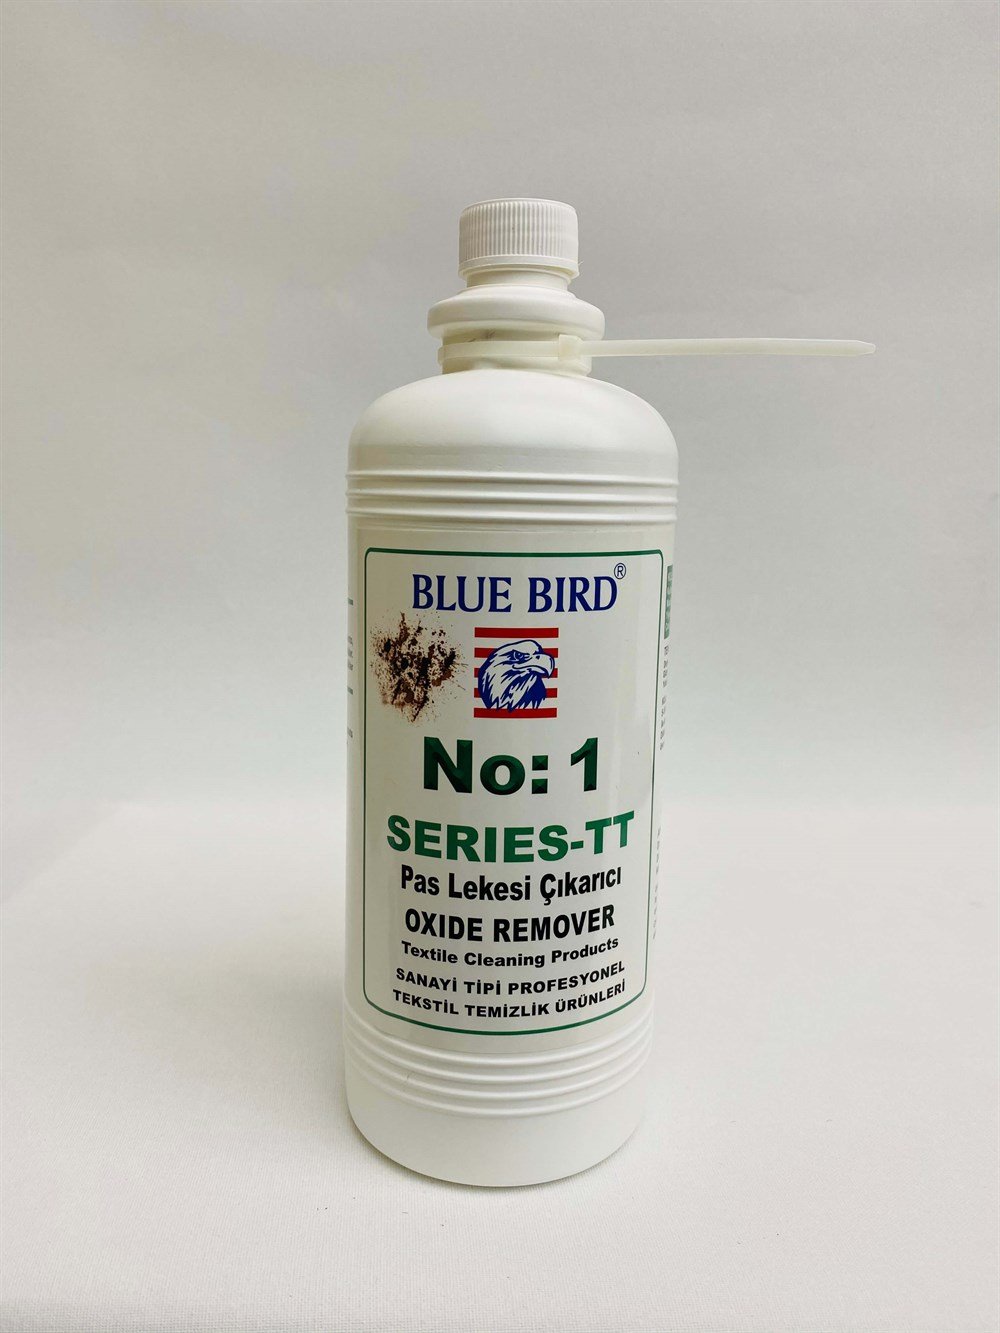 BLUE BIRD®
No: 1
SERIES-TT
Pas Lekesi Çıkarıcı
OXIDE REMOVER
Textile Cleaning Products
SANAYİ TİPİ PROFESYONEL
TEKSTİL TEMİZLİK ÜRÜNLERİ